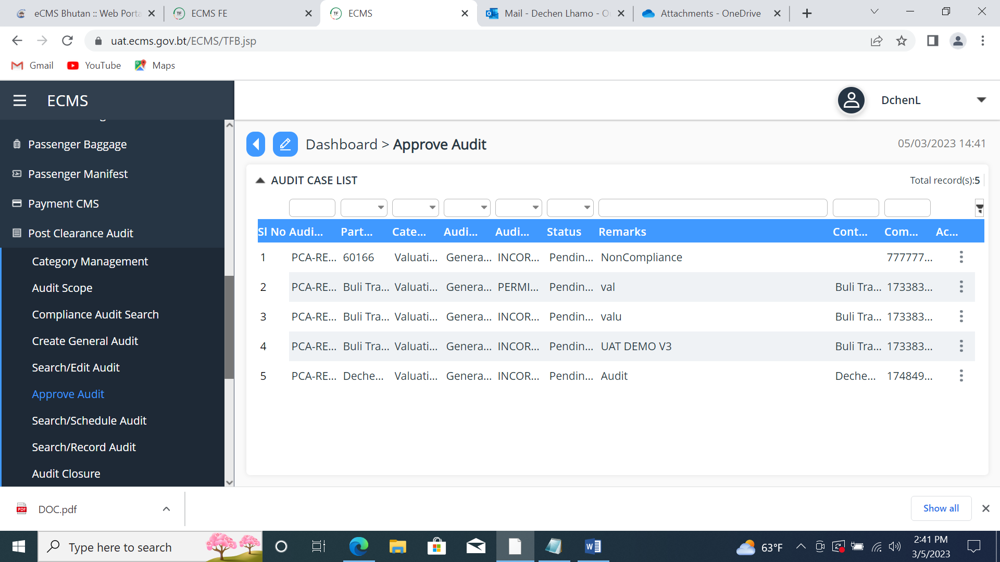 eCMS Bhutan :: Web Porta
ECMS FE
ECMS
Mail - Dechen Lhamo - O
Attachments - OneDrive
uat.ecms.gov.bt/ECMS/TFB.jsp
Gmail
YouTube
Maps
ECMS
DchenL
Passenger Baggage
Passenger Manifest
Payment CMS
Post Clearance Audit
Category Management
Audit Scope
Compliance Audit Search
Create General Audit
Search/Edit Audit
Approve Audit
Search/Schedule Audit
Search/Record Audit
Audit Closure
Dashboard > Approve Audit
05/03/2023 14:41
AUDIT CASE LIST
Total record(s):5
Sl No Audi... Part... Cate... Audi... Audi... Status Remarks Cont... Com... Ac...
1 PCA-RE... 60166 Valuati... Genera... INCOR... Pendin... NonCompliance 777777...
2 PCA-RE... Buli Tra... Valuati... Genera... PERMI... Pendin... val Buli Tra... 173383...
3 PCA-RE... Buli Tra... Valuati... Genera... INCOR... Pendin... valu Buli Tra... 173383...
4 PCA-RE... Buli Tra... Valuati... Genera... INCOR... Pendin... UAT DEMO V3 Buli Tra... 173383...
5 PCA-RE... Deche... Valuati... Genera... INCOR... Pendin... Audit Deche... 174849...
DOC.pdf
Show all
Type here to search
63°F
2:41 PM
3/5/2023